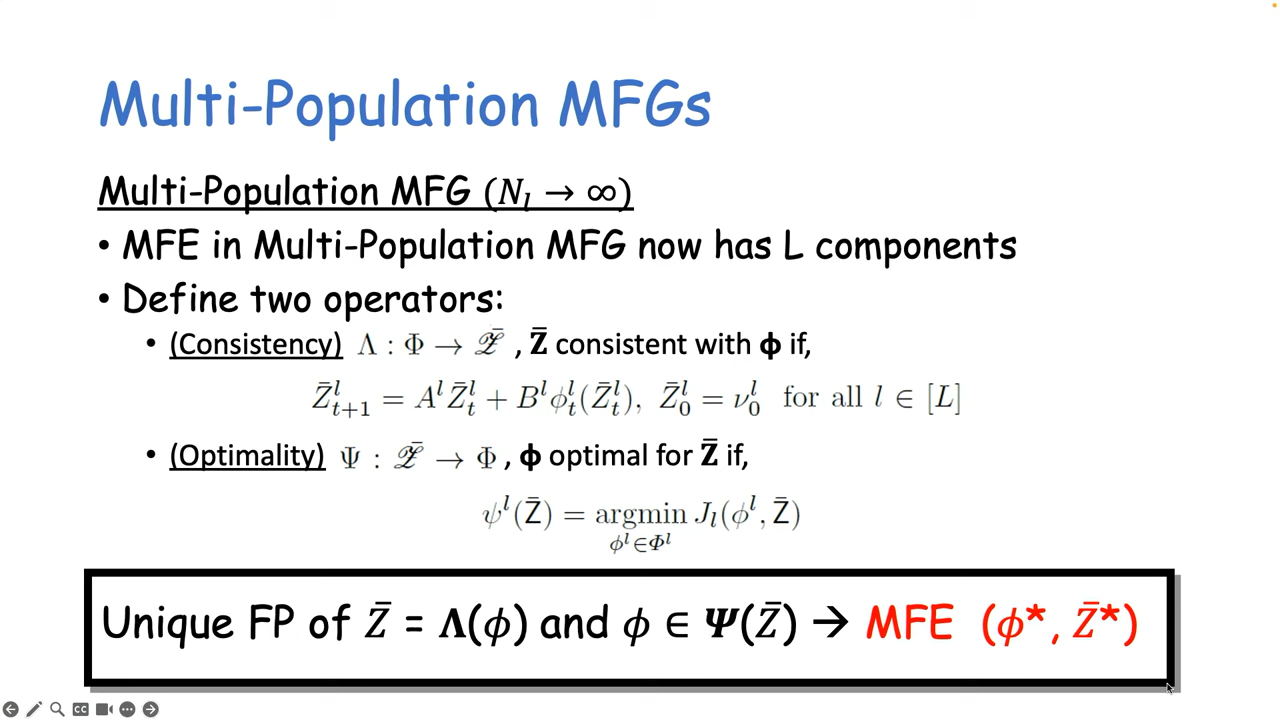 Multi-Population MFGs
Multi-Population MFG (N_l → ∞)
• MFE in Multi-Population MFG now has L components
• Define two operators:
• (Consistency) Λ : Φ → 𝒵̄ , Z̄ consistent with ϕ if,
Z̄^l_{t+1} = A^l Z̄^l_t + B^l ϕ^l_t(Z̄^l_t), Z̄^l_0 = ν^l_0 for all l ∈ [L]
• (Optimality) Ψ : 𝒵̄ → Φ , ϕ optimal for Z̄ if,
ψ^l(Z̄) = argmin_{ϕ^l∈Φ^l} J_l(ϕ^l, Z̄)
Unique FP of Z̄ = Λ(ϕ) and ϕ ∈ Ψ(Z̄) → MFE (ϕ*, Z̄*)
CC